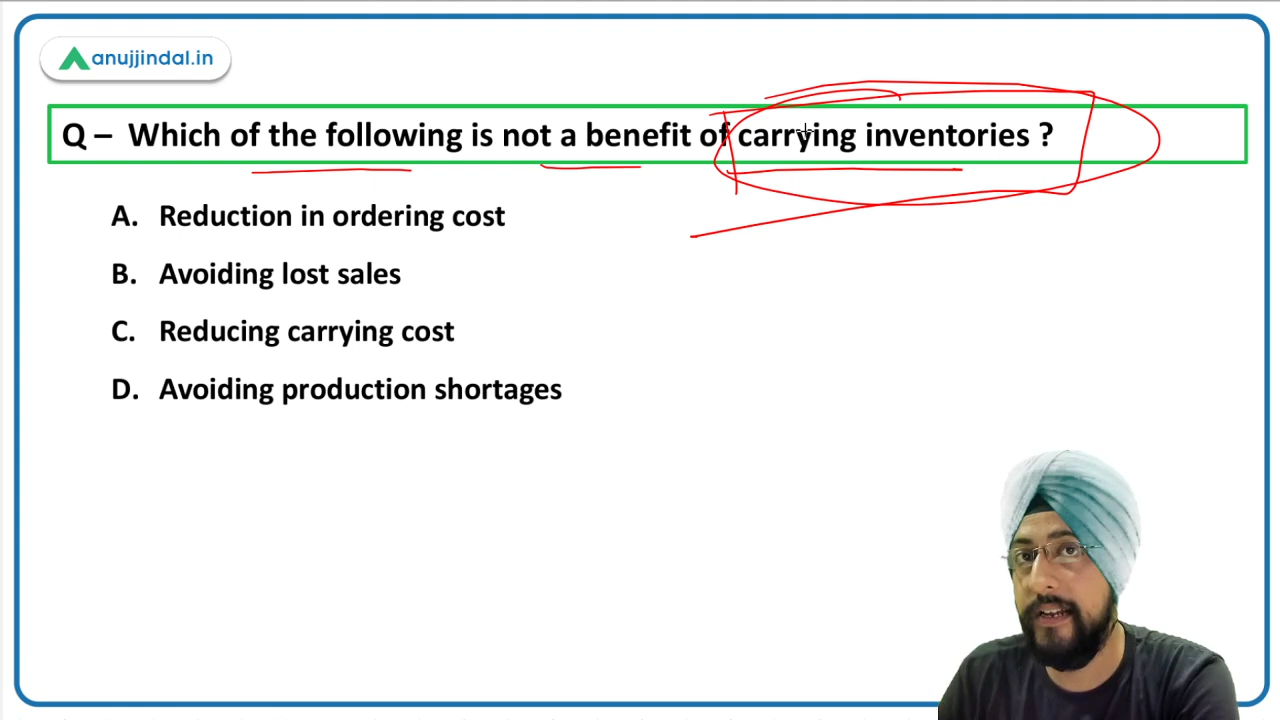 anujjindal.in
Q – Which of the following is not a benefit of carrying inventories ?
A. Reduction in ordering cost
B. Avoiding lost sales
C. Reducing carrying cost
D. Avoiding production shortages